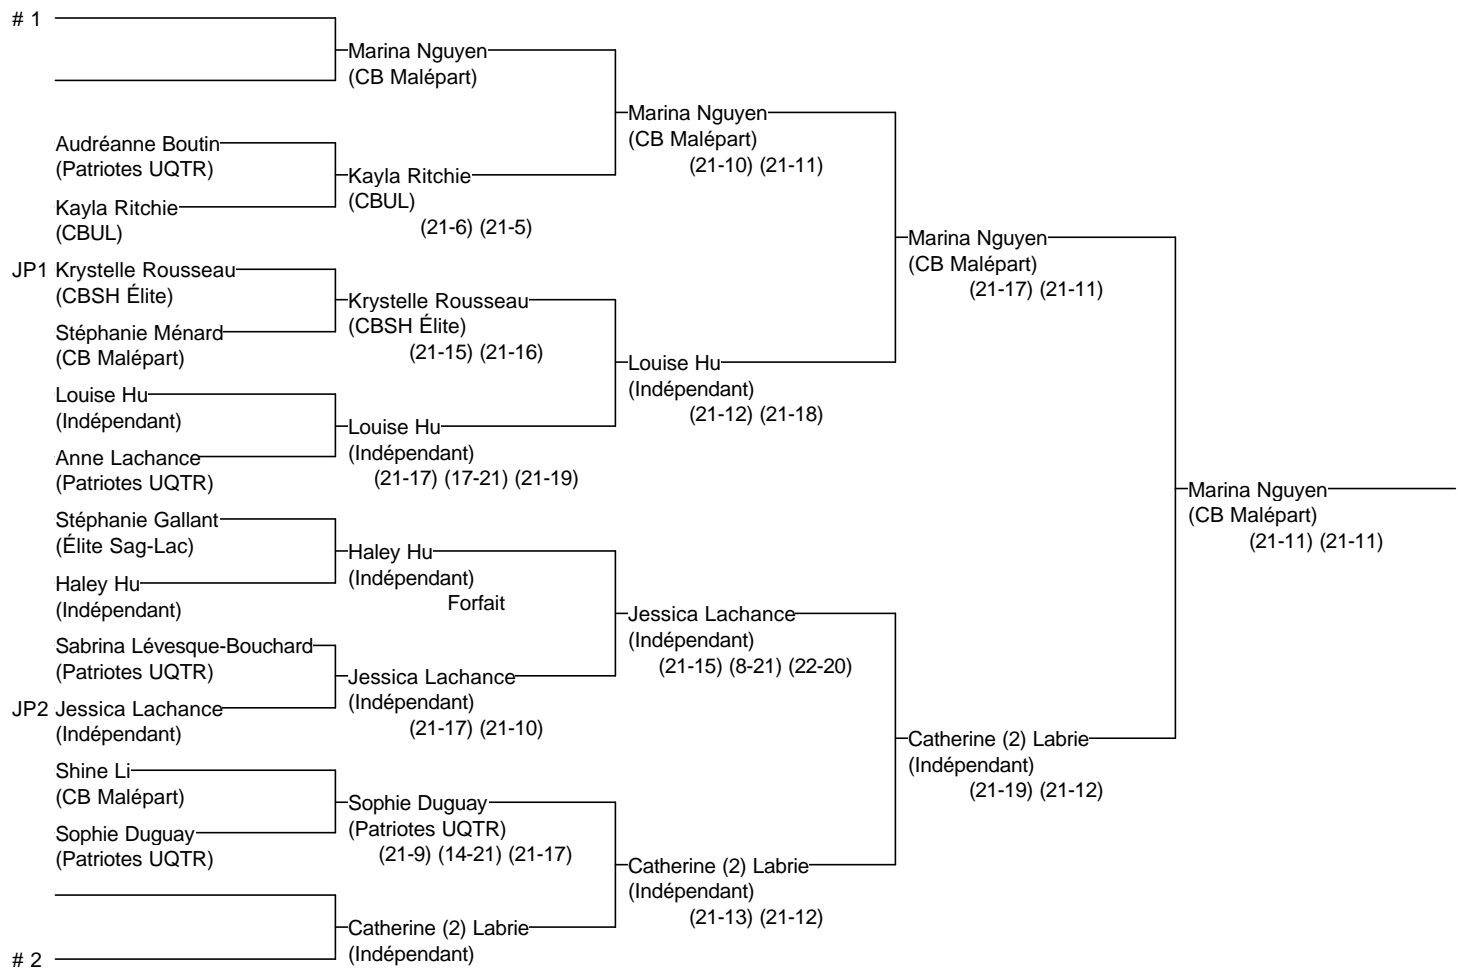 # 1
Marina Nguyen
(CB Malépart)
Audréanne Boutin
(Patriotes UQTR)
Kayla Ritchie
(CBUL)
Kayla Ritchie
(CBUL)
(21-6) (21-5)
Marina Nguyen
(CB Malépart)
(21-10) (21-11)
JP1 Krystelle Rousseau
(CBSH Élite)
Stéphanie Ménard
(CB Malépart)
Krystelle Rousseau
(CBSH Élite)
(21-15) (21-16)
Louise Hu
(Indépendant)
Anne Lachance
(Patriotes UQTR)
Louise Hu
(Indépendant)
(21-17) (17-21) (21-19)
Louise Hu
(Indépendant)
(21-12) (21-18)
Marina Nguyen
(CB Malépart)
(21-17) (21-11)
Stéphanie Gallant
(Élite Sag-Lac)
Haley Hu
(Indépendant)
Haley Hu
(Indépendant)
Forfait
Sabrina Lévesque-Bouchard
(Patriotes UQTR)
JP2 Jessica Lachance
(Indépendant)
Jessica Lachance
(Indépendant)
(21-17) (21-10)
Jessica Lachance
(Indépendant)
(21-15) (8-21) (22-20)
Shine Li
(CB Malépart)
Sophie Duguay
(Patriotes UQTR)
Sophie Duguay
(Patriotes UQTR)
(21-9) (14-21) (21-17)
# 2
Catherine (2) Labrie
(Indépendant)
Catherine (2) Labrie
(Indépendant)
(21-13) (21-12)
Catherine (2) Labrie
(Indépendant)
(21-19) (21-12)
Marina Nguyen
(CB Malépart)
(21-11) (21-11)